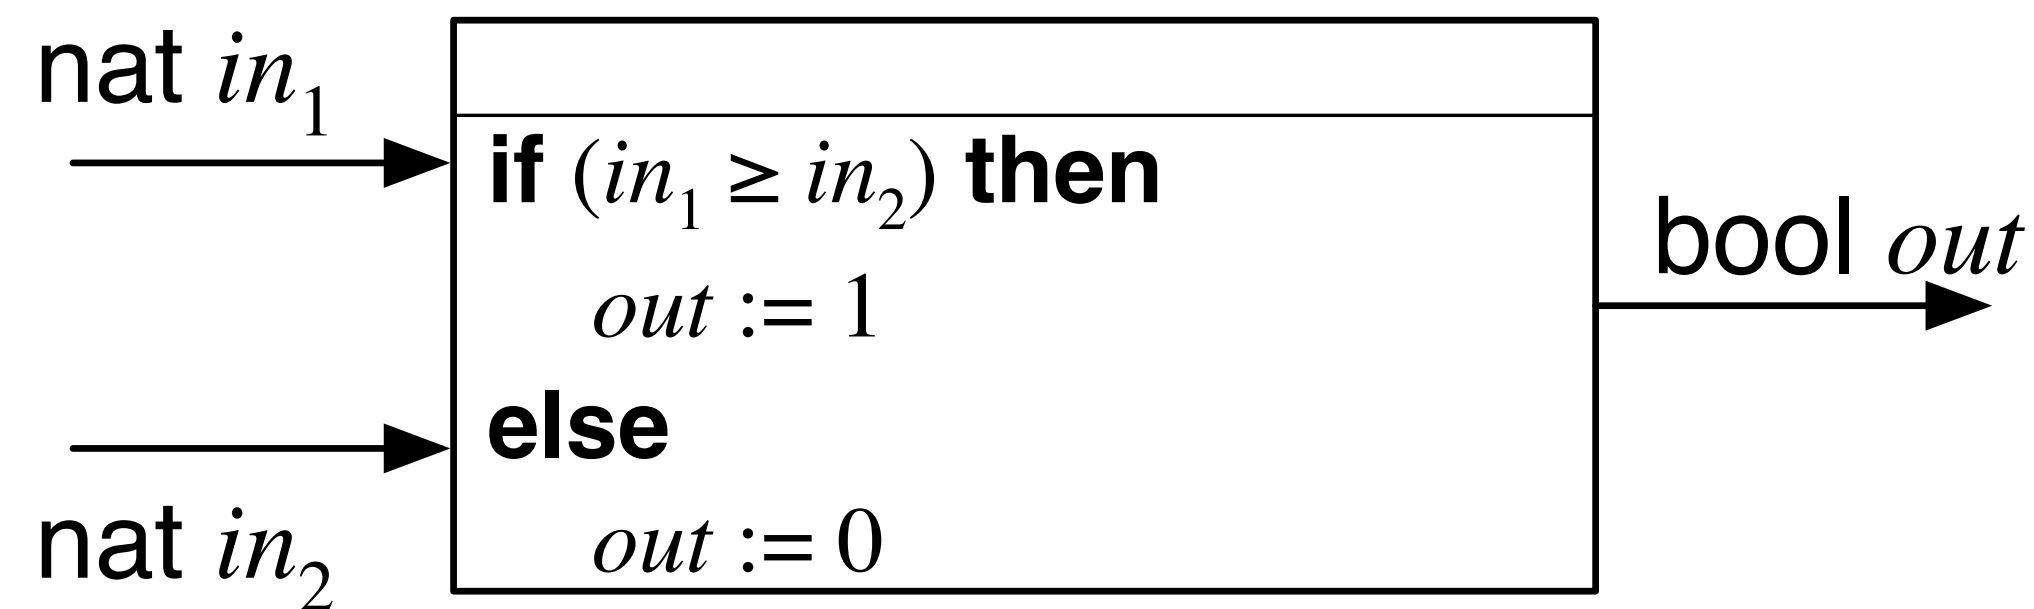 nat in₁
if (in₁ ≥ in₂) then
bool out
out := 1
else
nat in₂
out := 0